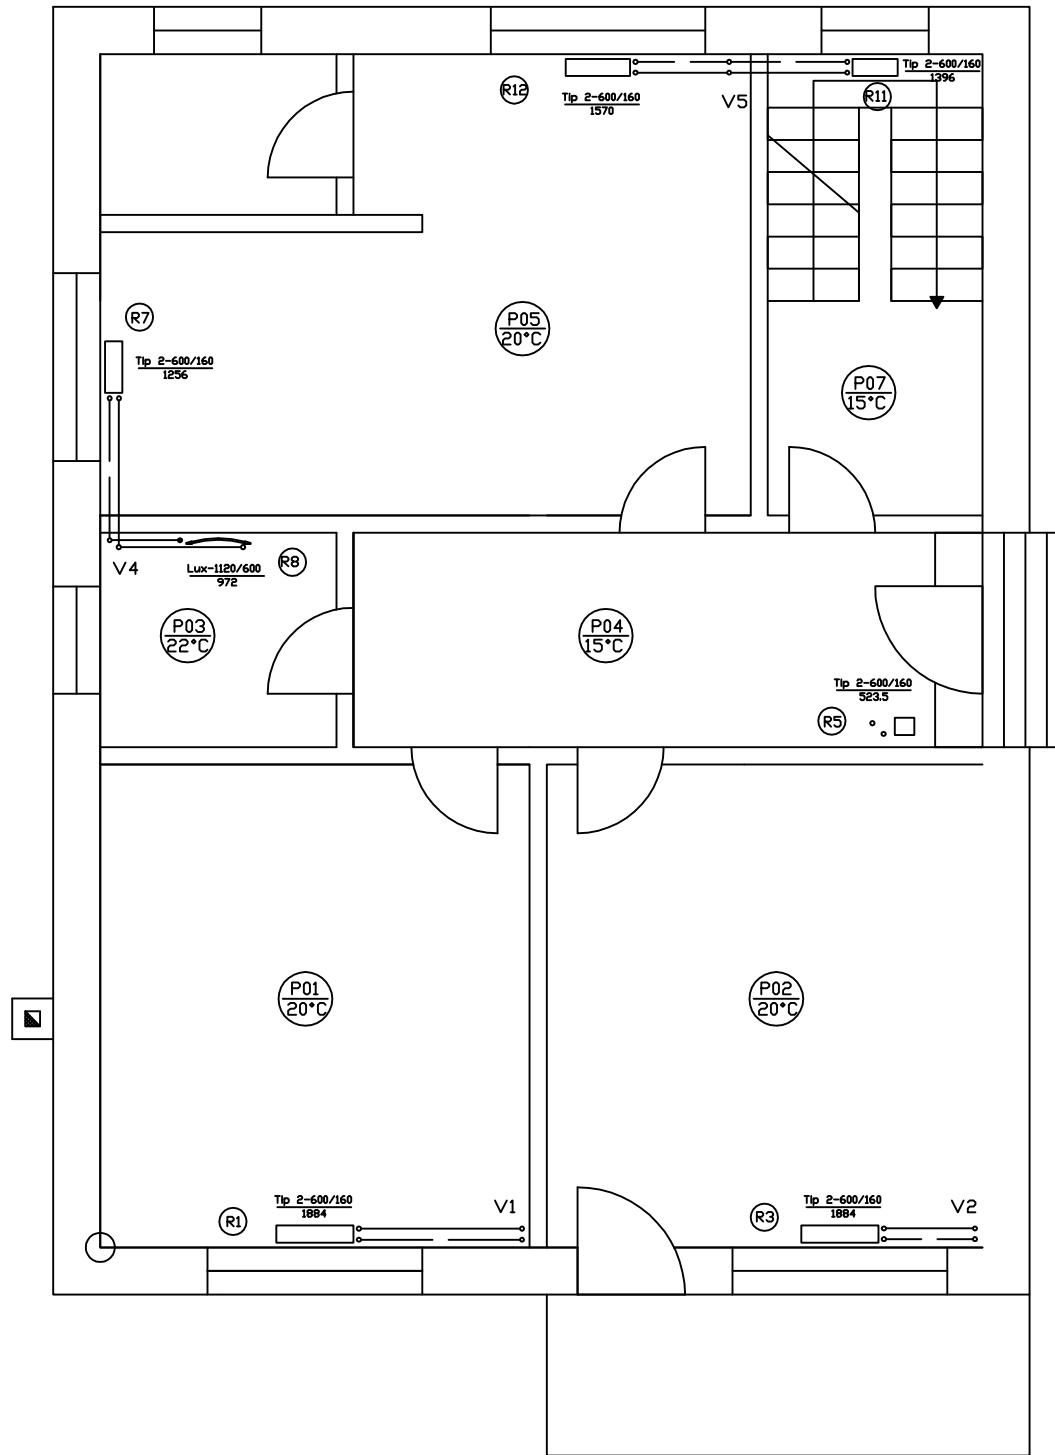 Tip 2-600/160
1396
R11
R12
Tip 2-600/160
1570
V5
R7
P05
20°C
Tip 2-600/160
1256
P07
15°C
V4
Lux-1120/600
972
R8
P03
22°C
P04
15°C
Tip 2-600/160
523.5
R5
P01
20°C
P02
20°C
R1
Tip 2-600/160
1884
V1
R3
Tip 2-600/160
1884
V2